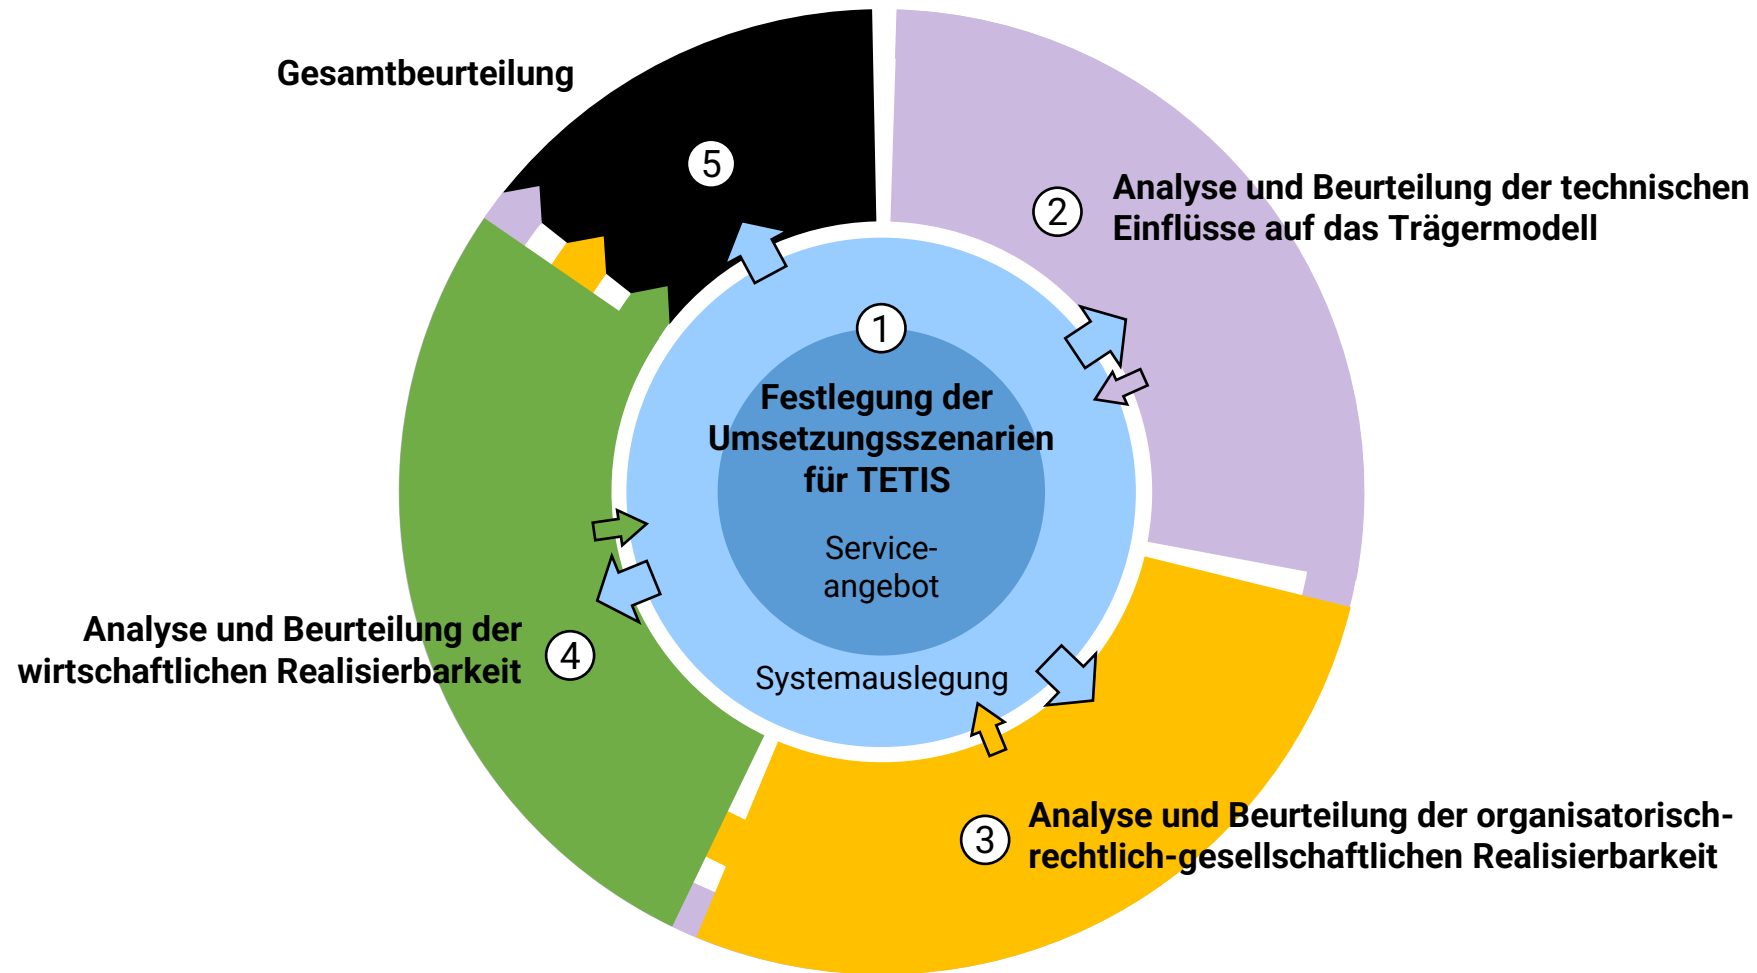 Gesamtbeurteilung
5
2
Analyse und Beurteilung der technischen
Einflüsse auf das Trägermodell
1
Festlegung der
Umsetzungsszenarien
für TETIS
Service-
angebot
Systemauslegung
Analyse und Beurteilung der
wirtschaftlichen Realisierbarkeit
4
3
Analyse und Beurteilung der organisatorisch-
rechtlich-gesellschaftlichen Realisierbarkeit